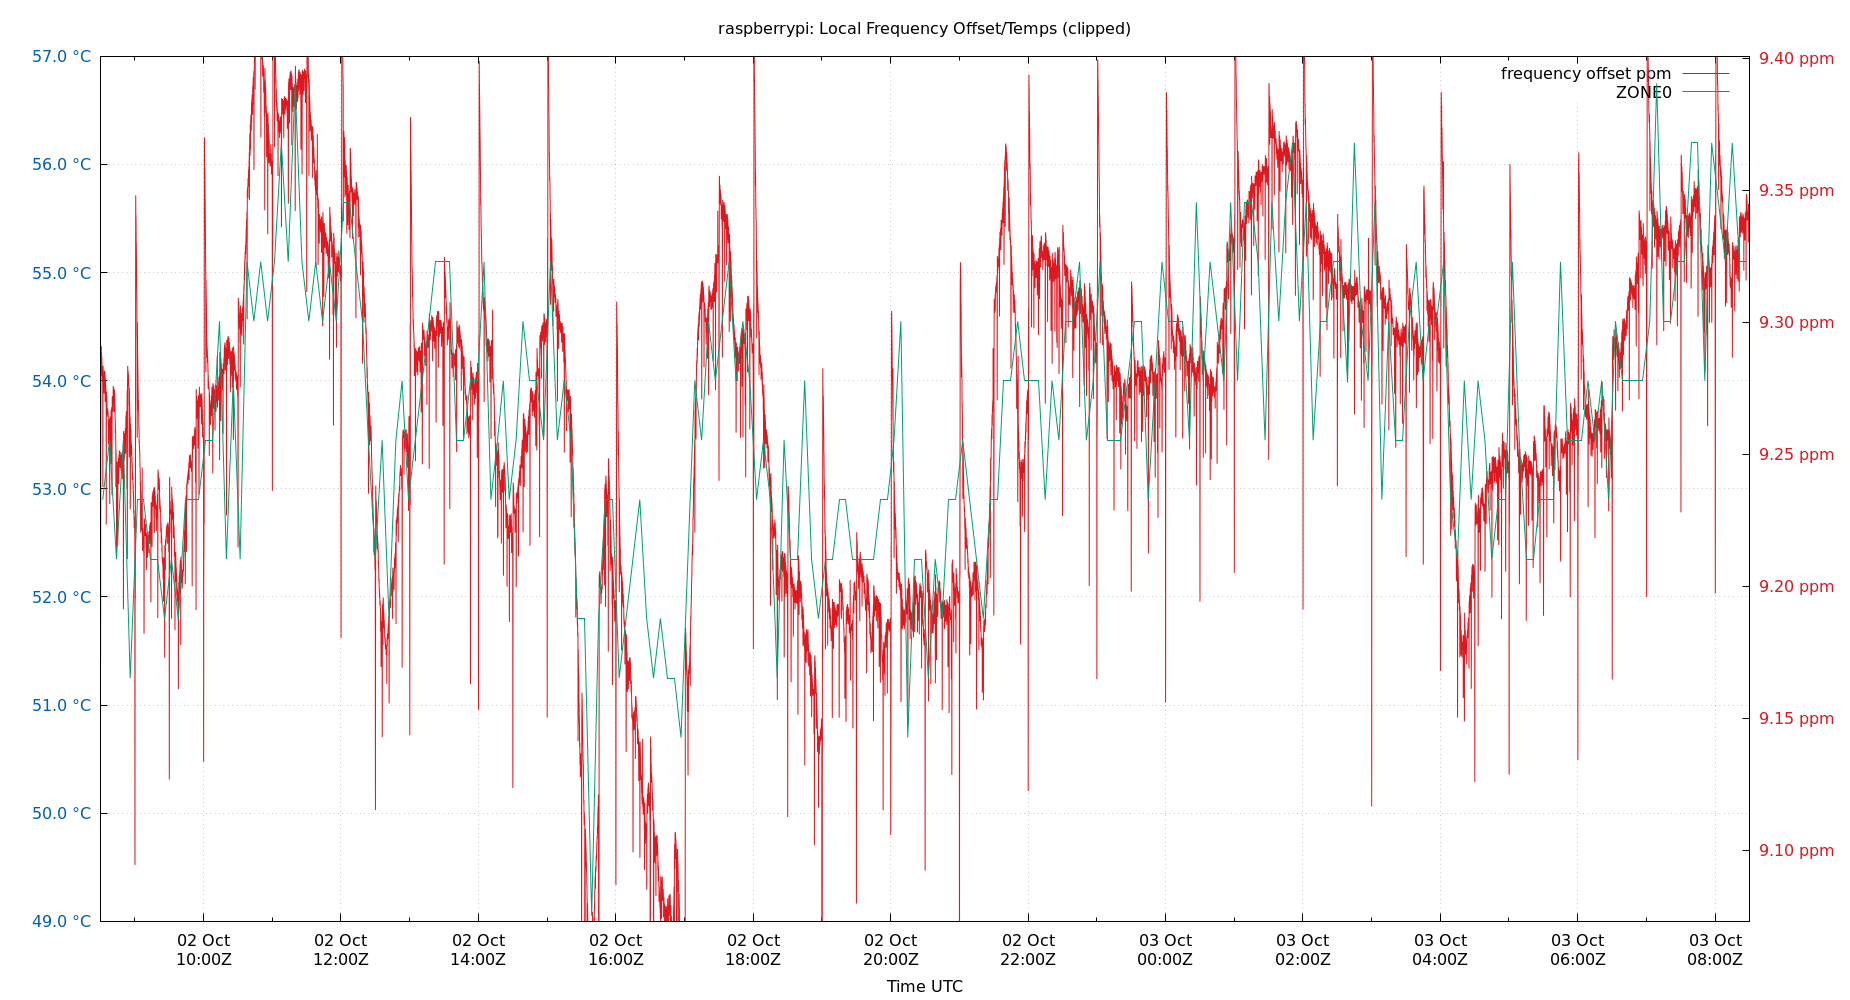 raspberrypi: Local Frequency Offset/Temps (clipped)
57.0 °C
56.0 °C
55.0 °C
54.0 °C
53.0 °C
52.0 °C
51.0 °C
50.0 °C
49.0 °C
9.40 ppm
9.35 ppm
9.30 ppm
9.25 ppm
9.20 ppm
9.15 ppm
9.10 ppm
frequency offset ppm
ZONE0
02 Oct 02 Oct 02 Oct 02 Oct 02 Oct 02 Oct 02 Oct 03 Oct 03 Oct 03 Oct 03 Oct 03 Oct
10:00Z 12:00Z 14:00Z 16:00Z 18:00Z 20:00Z 22:00Z 00:00Z 02:00Z 04:00Z 06:00Z 08:00Z
Time UTC